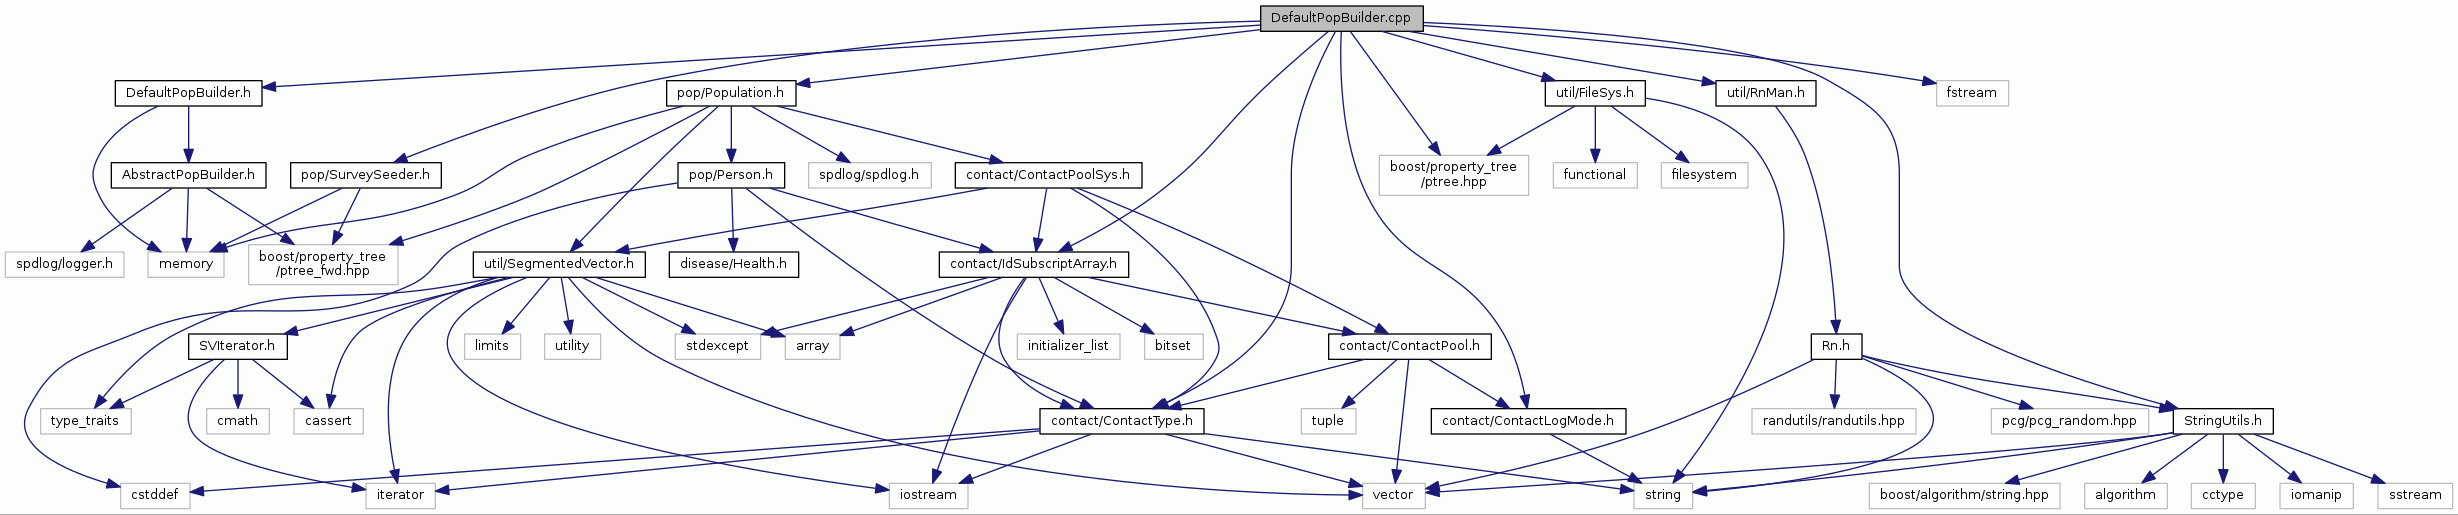 DefaultPopBuilder.cpp
DefaultPopBuilder.h
pop/Population.h
util/FileSys.h
util/RnMan.h
fstream
AbstractPopBuilder.h
pop/SurveySeeder.h
pop/Person.h
spdlog/spdlog.h
contact/ContactPoolSys.h
boost/property_tree
/ptree.hpp
functional
filesystem
spdlog/logger.h
memory
boost/property_tree
/ptree_fwd.hpp
util/SegmentedVector.h
disease/Health.h
contact/IdSubscriptArray.h
SVIterator.h
limits
utility
stdexcept
array
initializer_list
bitset
contact/ContactPool.h
Rn.h
type_traits
cmath
cassert
contact/ContactType.h
tuple
contact/ContactLogMode.h
randutils/randutils.hpp
pcg/pcg_random.hpp
StringUtils.h
cstddef
iterator
iostream
vector
string
boost/algorithm/string.hpp
algorithm
cctype
iomanip
sstream